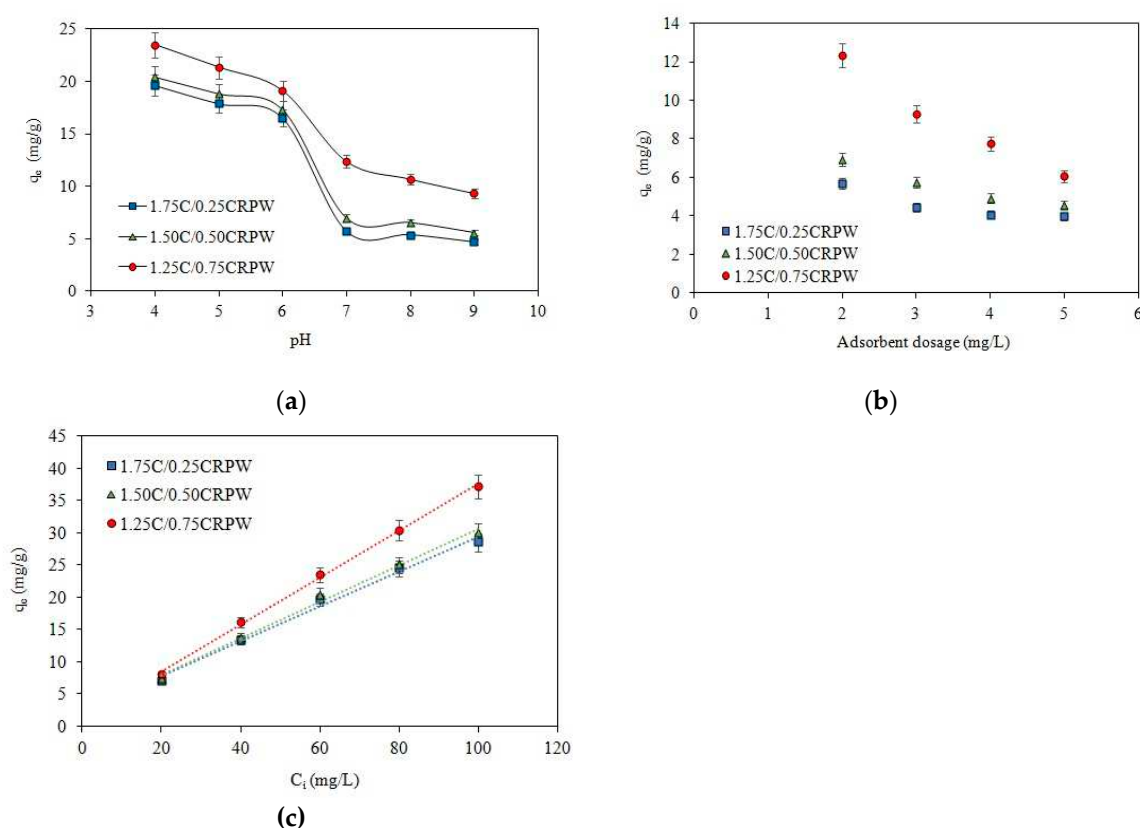 25
20
15
10
5
0
qₑ (mg/g)
1.75C/0.25CRPW
1.50C/0.50CRPW
1.25C/0.75CRPW
3 4 5 6 7 8 9 10
pH
(a)
14
12
10
8
6
4
2
0
qₑ (mg/g)
1.75C/0.25CRPW
1.50C/0.50CRPW
1.25C/0.75CRPW
0 1 2 3 4 5 6
Adsorbent dosage (mg/L)
(b)
45
40
35
30
25
20
15
10
5
0
qₑ (mg/g)
1.75C/0.25CRPW
1.50C/0.50CRPW
1.25C/0.75CRPW
0 20 40 60 80 100 120
Cᵢ (mg/L)
(c)